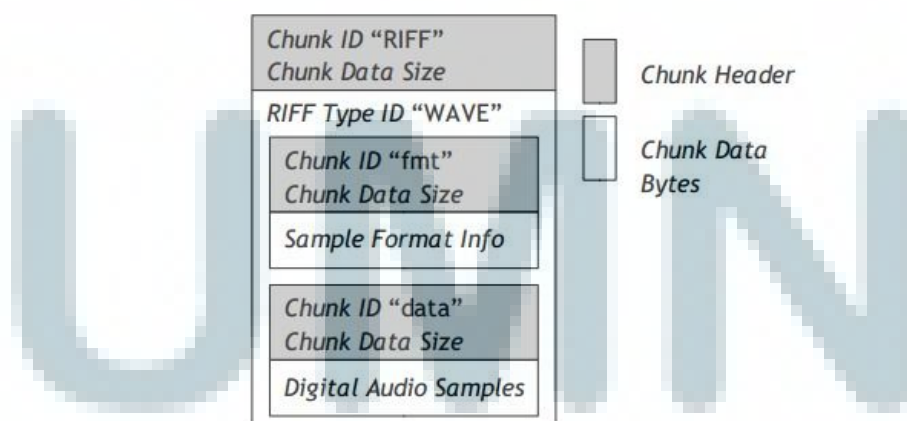 Chunk ID “RIFF”
Chunk Data Size
RIFF Type ID “WAVE”
Chunk ID “fmt”
Chunk Data Size
Sample Format Info
Chunk ID “data”
Chunk Data Size
Digital Audio Samples
Chunk Header
Chunk Data
Bytes
UMN